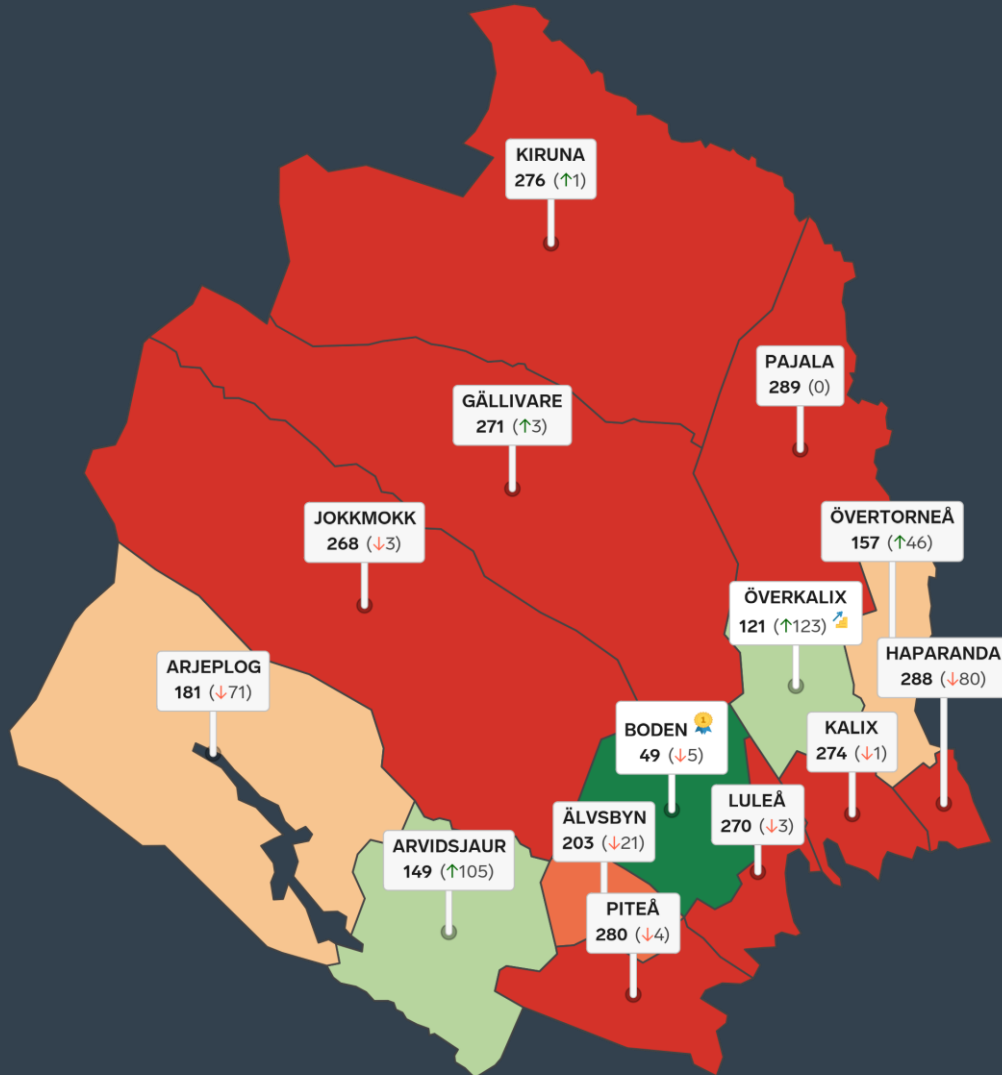 KIRUNA
276 (↑1)
PAJALA
289 (0)
GÄLLIVARE
271 (↑3)
JOKKMOKK
268 (↓3)
ÖVERTORNEÅ
157 (↑46)
ÖVERKALIX
121 (↑123)
HAPARANDA
288 (↓80)
ARJEPLOG
181 (↓71)
BODEN 1
49 (↓5)
KALIX
274 (↓1)
LULEÅ
270 (↓3)
ÄLVSBYN
203 (↓21)
ARVIDSJAUR
149 (↑105)
PITEÅ
280 (↓4)